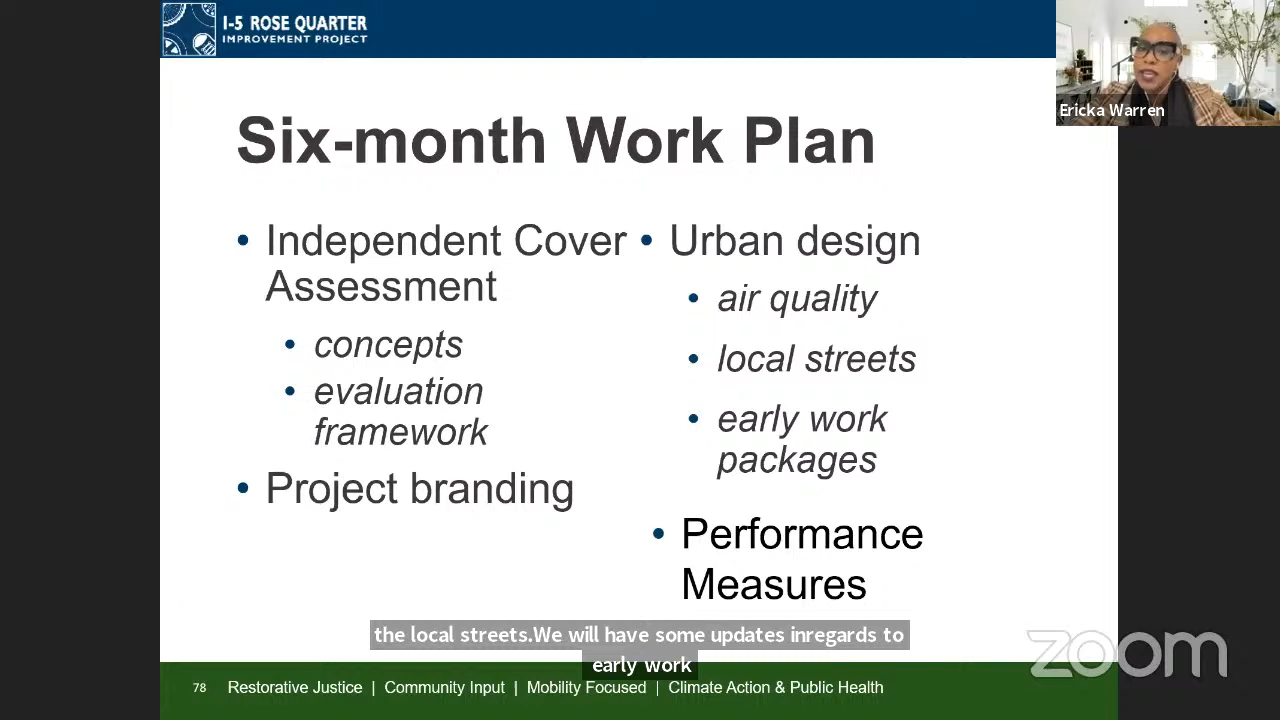 I-5 ROSE QUARTER
IMPROVEMENT PROJECT
Ericka Warren
Six-month Work Plan
• Independent Cover
Assessment
• concepts
• evaluation
framework
• Project branding
• Urban design
• air quality
• local streets
• early work
packages
• Performance
Measures
the local streets.We will have some updates inregards to
early work
zoom
78 Restorative Justice | Community Input | Mobility Focused | Climate Action & Public Health